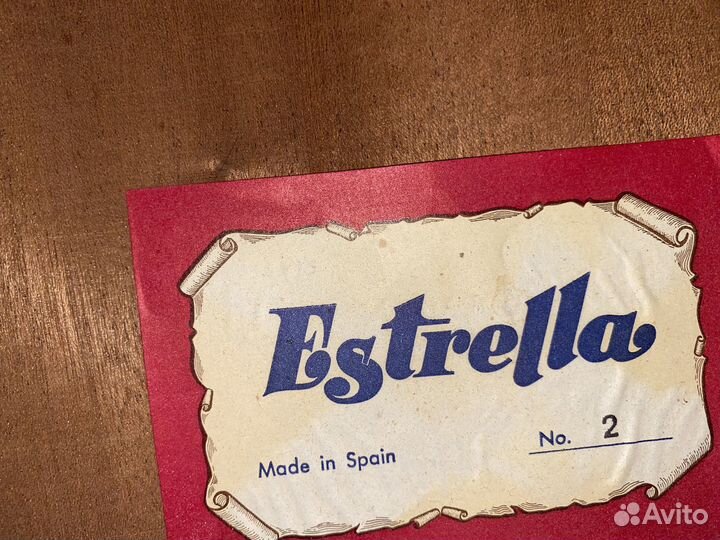 Estrella
Made in Spain
No. 2
Avito